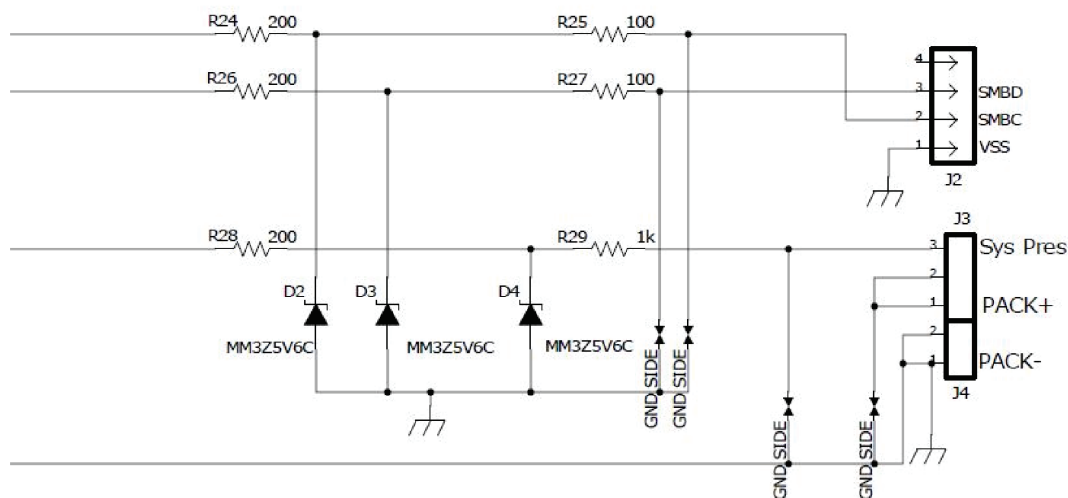 R24 200 R25 100
R26 200 R27 100
4
3 SMBD
2 SMBC
1 VSS
J2
J3
R28 200 R29 1k
3 Sys Pres
2
1 PACK+
2
1 PACK-
J4
D2 D3 D4
MM3Z5V6C MM3Z5V6C MM3Z5V6C
GND SIDE
GND SIDE
GND SIDE
GND SIDE